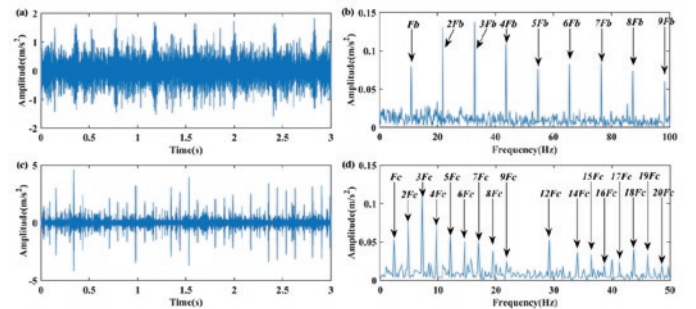 (a)
2
1
0
-1
-2
Amplitude(m/s²)
0 0.5 1 1.5 2 2.5 3
Time(s)
(b)
0.15
0.1
0.05
0
Amplitude(m/s²)
Fb 2Fb 3Fb 4Fb 5Fb 6Fb 7Fb 8Fb 9Fb
0 20 40 60 80 100
Frequency(Hz)
(c)
5
0
-5
Amplitude(m/s²)
0 0.5 1 1.5 2 2.5 3
Time(s)
(d)
0.15
0.1
0.05
0
Amplitude(m/s²)
Fc 3Fc 5Fc 7Fc 9Fc 15Fc 17Fc 19Fc
2Fc 4Fc 6Fc 8Fc 12Fc 14Fc 16Fc 18Fc 20Fc
0 10 20 30 40 50
Frequency(Hz)